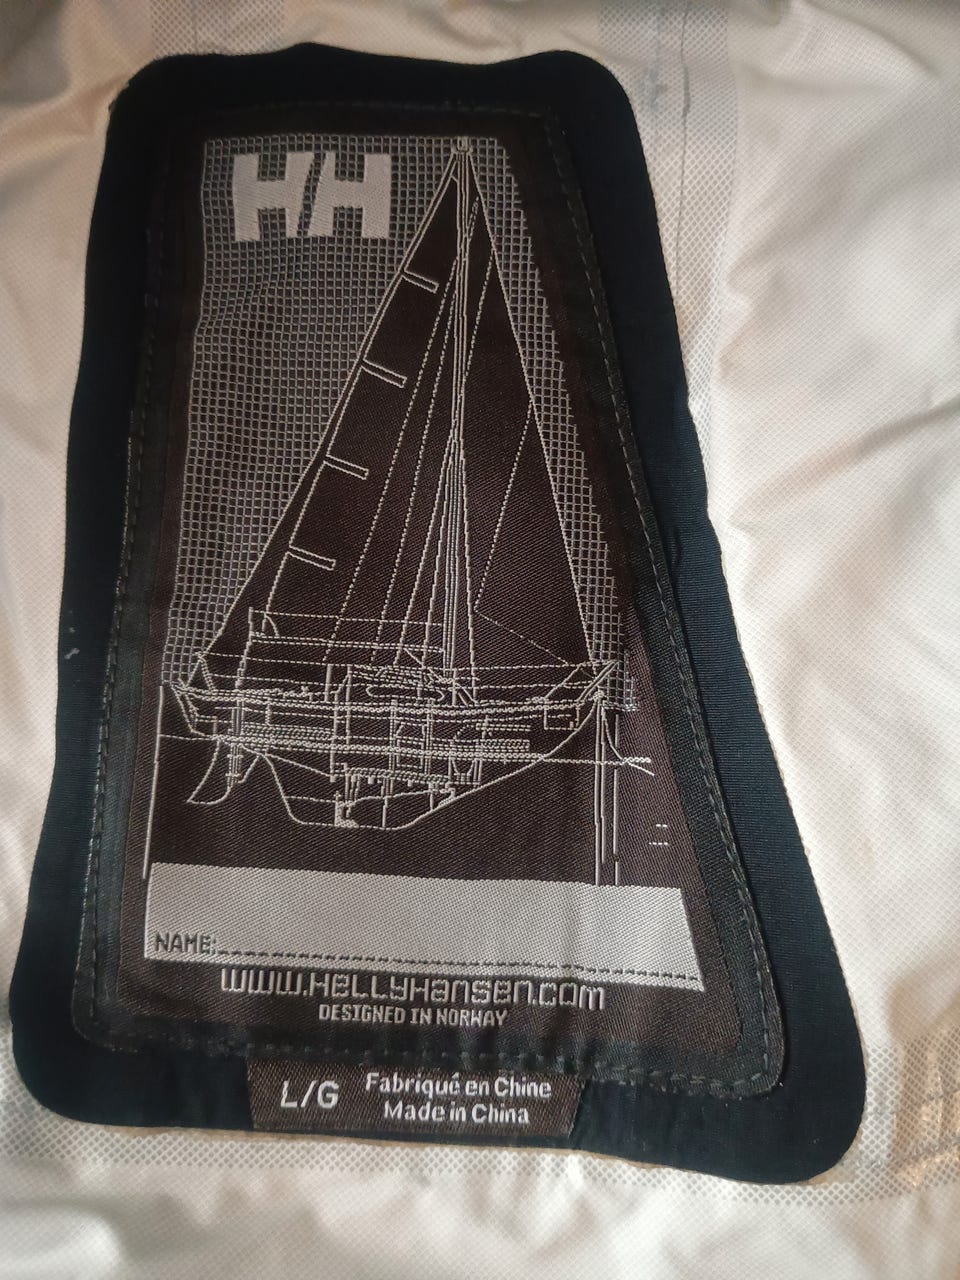 HH
NAME:
www.HELLyHansen.com
DESIGNED IN NORWAY
L/G
Fabriqué en Chine
Made in China